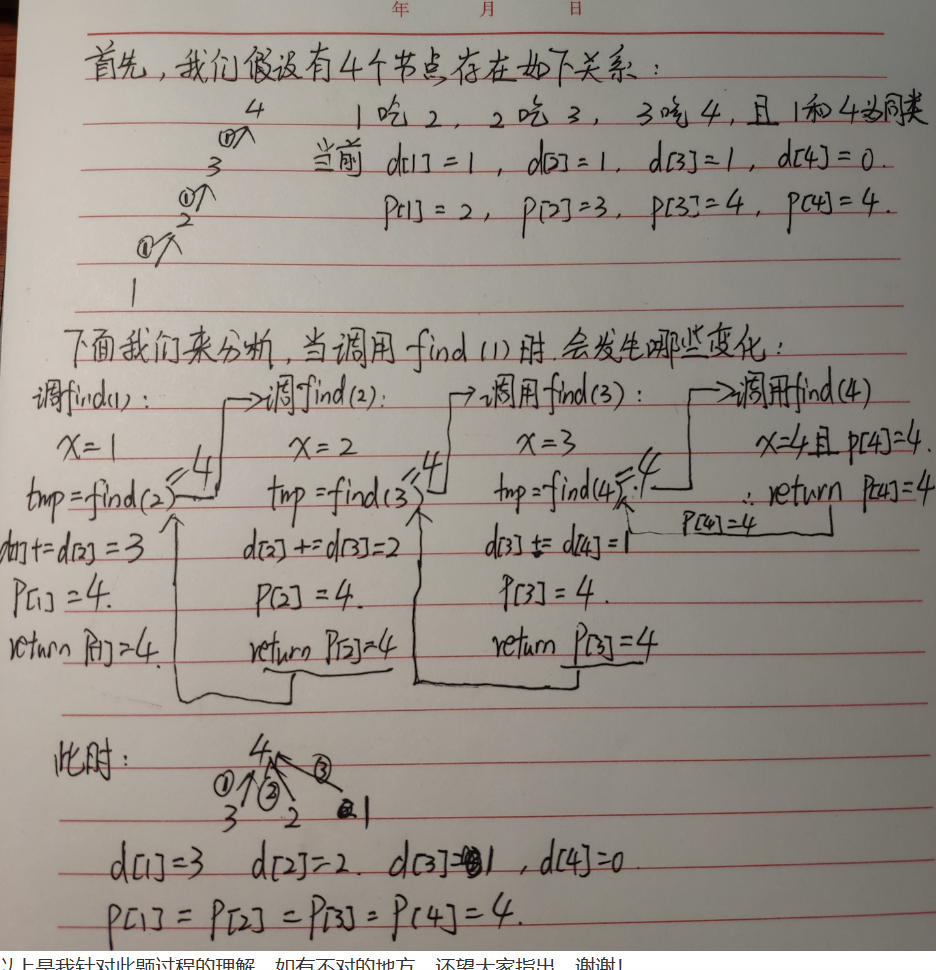 年 月 日
首先,我们假设有4个节点存在如下关系:
4 1吃2, 2吃3, 3吃4, 且1和4为同类
①
3 当前 d[1]=1, d[2]=1, d[3]=1, d[4]=0.
①
2 P[1]=2, P[2]=3, P[3]=4, P[4]=4.
①
1
下面我们来分析,当调用find(1)时.会发生哪些变化:
调find(1): 调find(2): 调用find(3): 调用find(4)
x=1 x=2 x=3 x=4且P[4]=4.
tmp=find(2)=4 tmp=find(3)=4 tmp=find(4)=4 ∴return P[4]=4
P[4]=4
d[1]+=d[2]=3 d[2]+=d[3]=2 d[3]+=d[4]=1
P[1]=4. P[2]=4. P[3]=4.
return P[1]=4. return P[2]=4 return P[3]=4
此时: 4
① ② ③
3 2 1
d[1]=3 d[2]=2. d[3]=1, d[4]=0
P[1]=P[2]=P[3]=P[4]=4.
以上是我针对此题过程的理解,如有不对的地方,还望大家指出,谢谢!